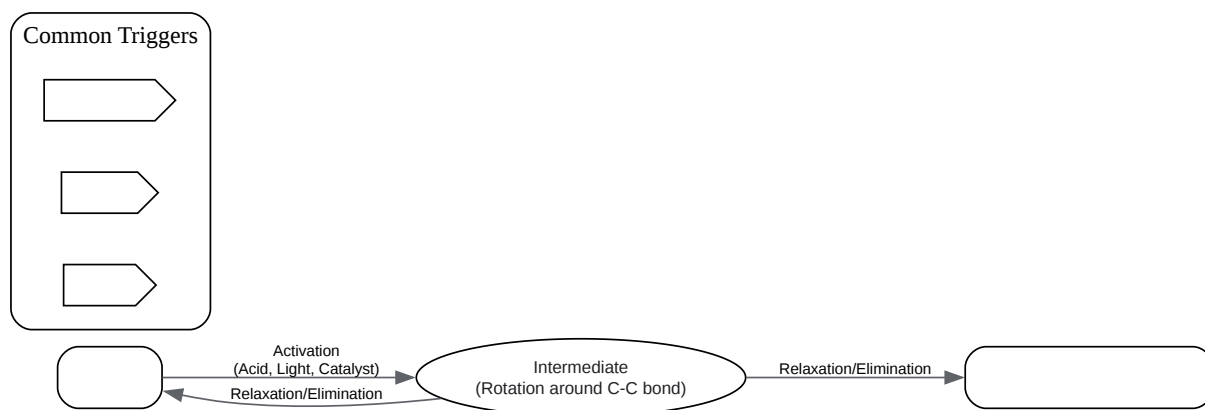 Common Triggers
Activation
(Acid, Light, Catalyst)
Relaxation/Elimination
Intermediate
(Rotation around C-C bond)
Relaxation/Elimination